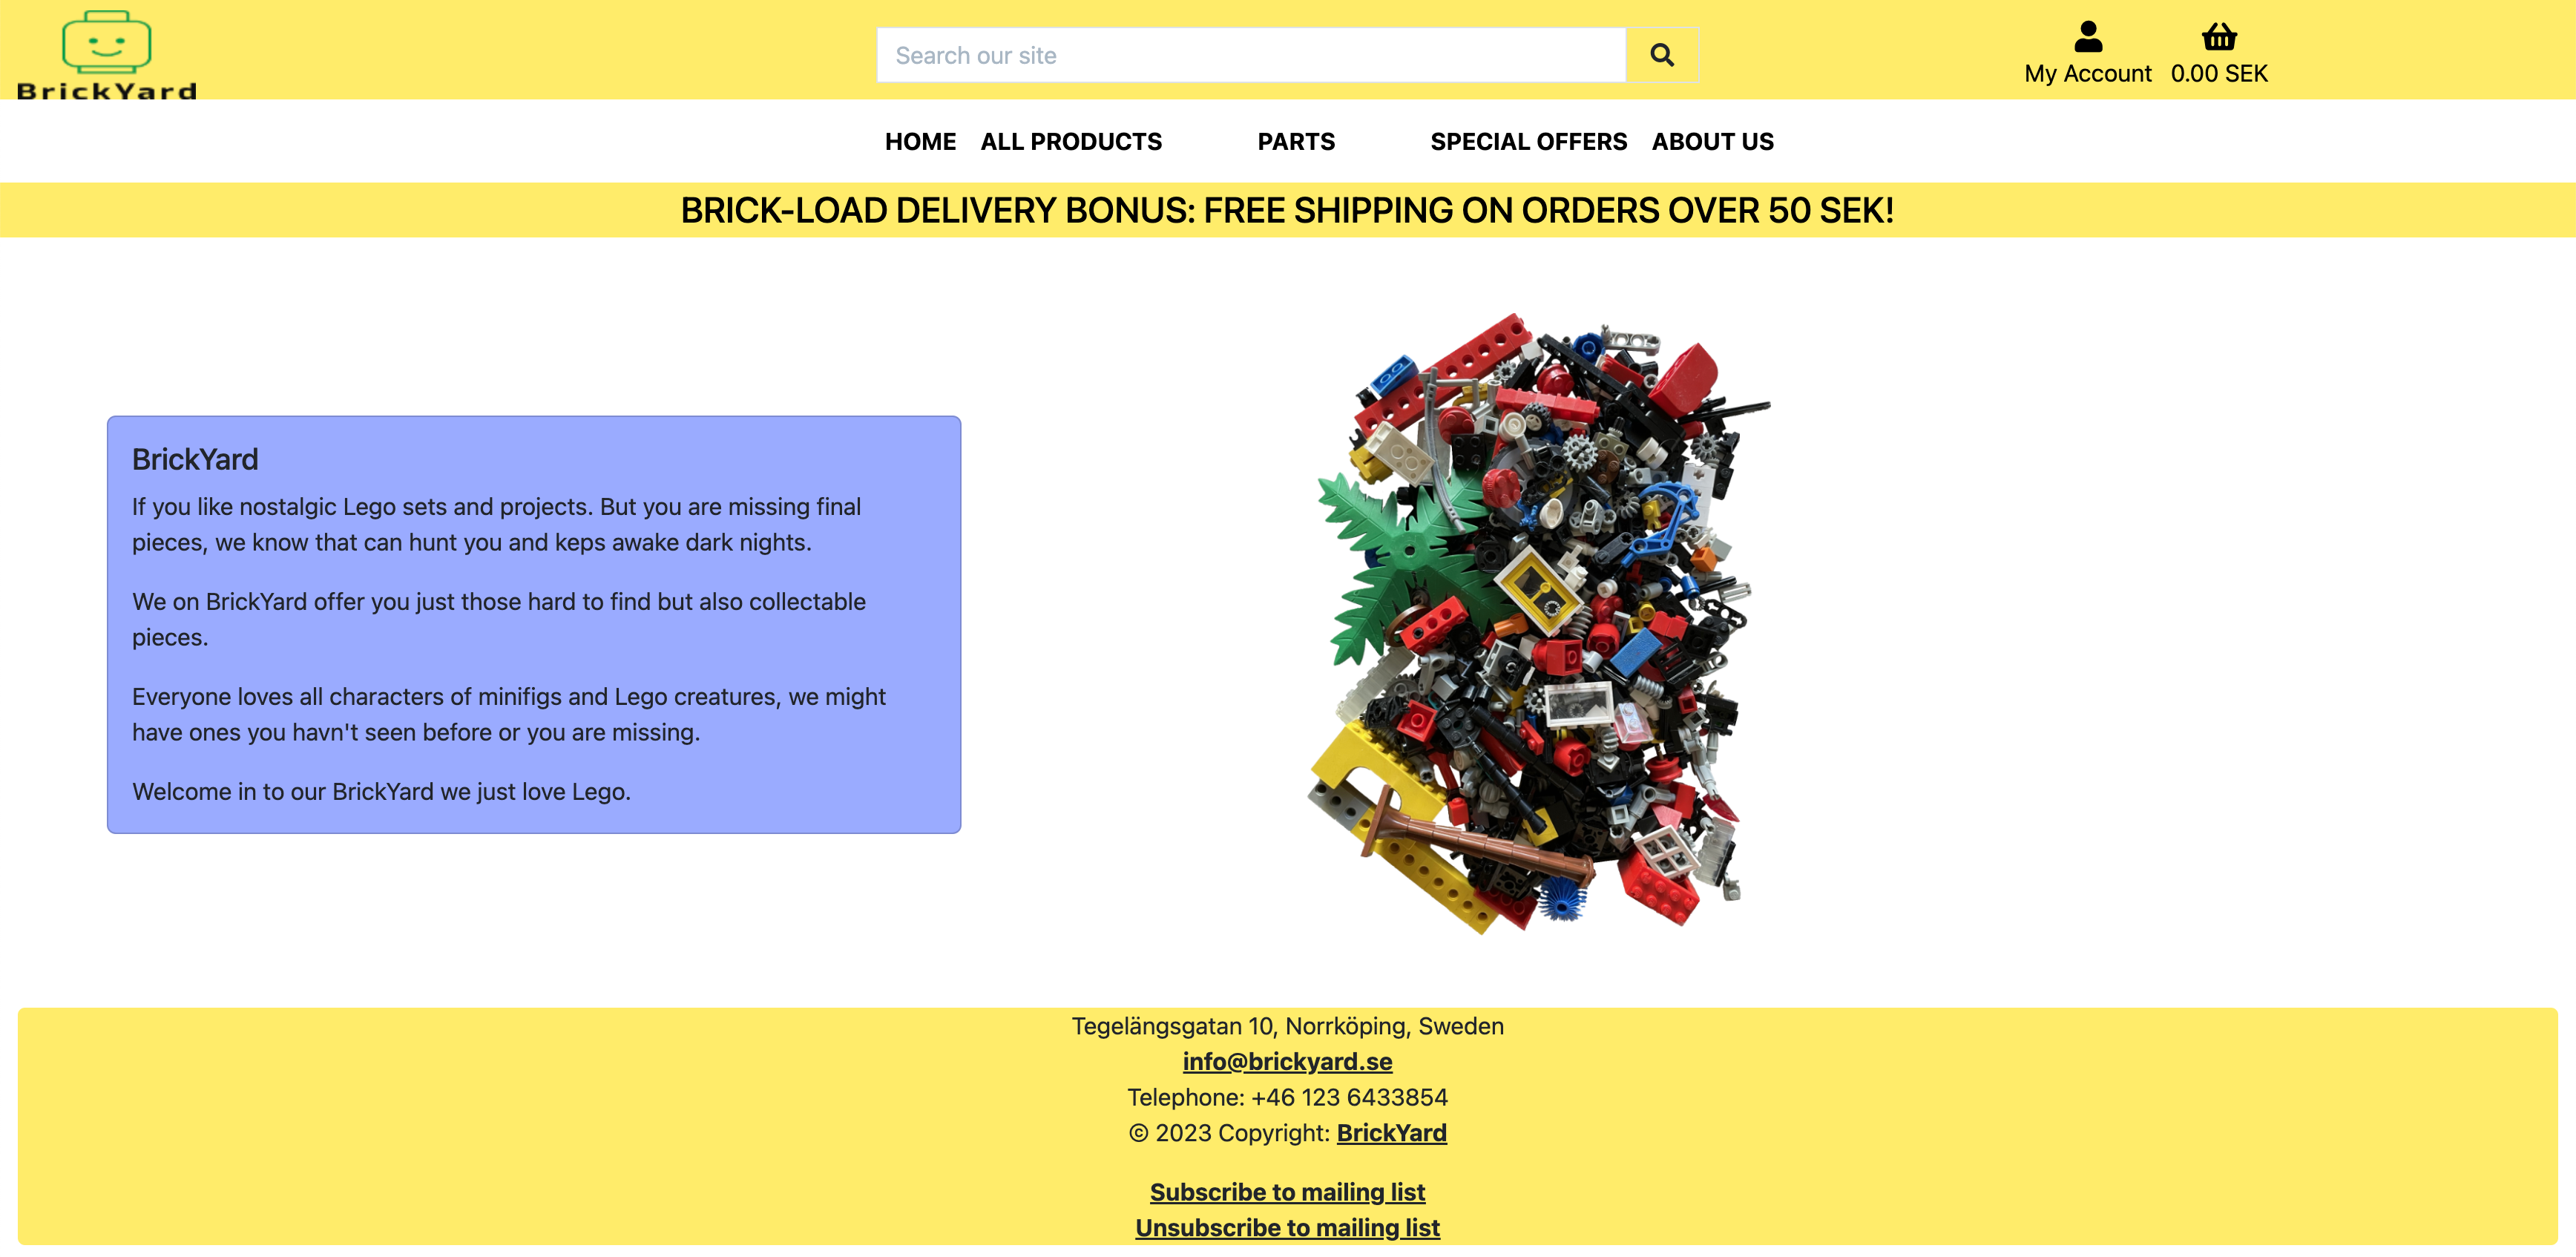 BrickYard
Search our site
My Account
0.00 SEK
HOME ALL PRODUCTS PARTS SPECIAL OFFERS ABOUT US
BRICK-LOAD DELIVERY BONUS: FREE SHIPPING ON ORDERS OVER 50 SEK!
BrickYard
If you like nostalgic Lego sets and projects. But you are missing final
pieces, we know that can hunt you and keps awake dark nights.
We on BrickYard offer you just those hard to find but also collectable
pieces.
Everyone loves all characters of minifigs and Lego creatures, we might
have ones you havn't seen before or you are missing.
Welcome in to our BrickYard we just love Lego.
Tegelängsgatan 10, Norrköping, Sweden
info@brickyard.se
Telephone: +46 123 6433854
© 2023 Copyright: BrickYard
Subscribe to mailing list
Unsubscribe to mailing list